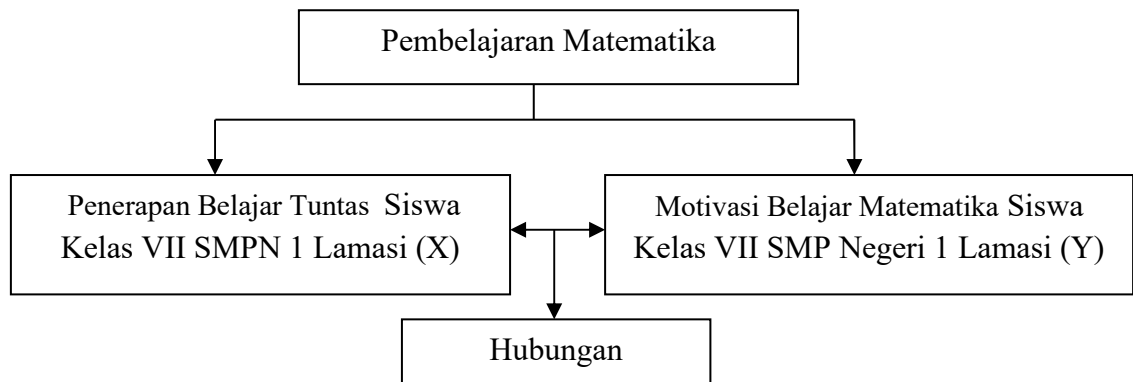 Pembelajaran Matematika
Penerapan Belajar Tuntas Siswa
Kelas VII SMPN 1 Lamasi (X)
Motivasi Belajar Matematika Siswa
Kelas VII SMP Negeri 1 Lamasi (Y)
Hubungan